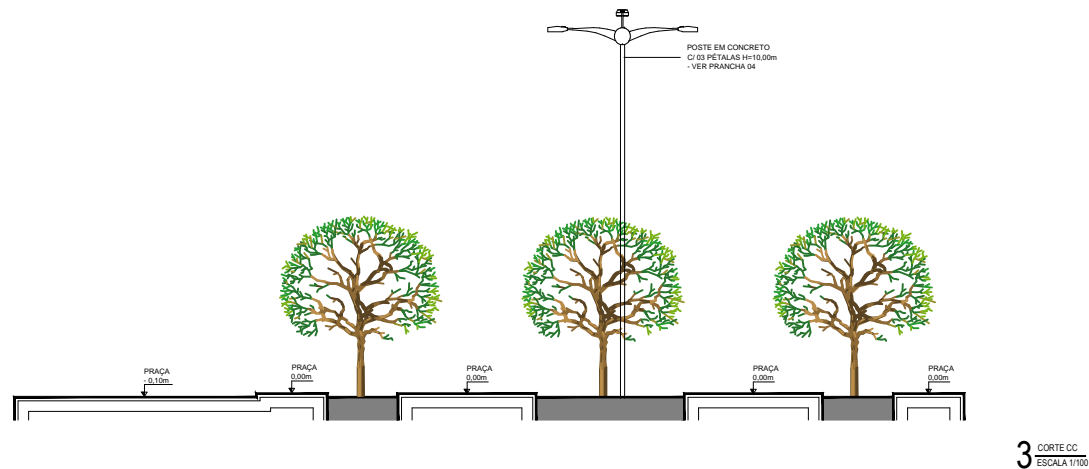 POSTE EM CONCRETO
C/ 03 PÉTALAS H=10,00m
- VER PRANCHA 04
PRAÇA
- 0,10m
PRAÇA
0,00m
PRAÇA
0,00m
PRAÇA
0,00m
PRAÇA
0,00m
3 CORTE CC
ESCALA 1/100